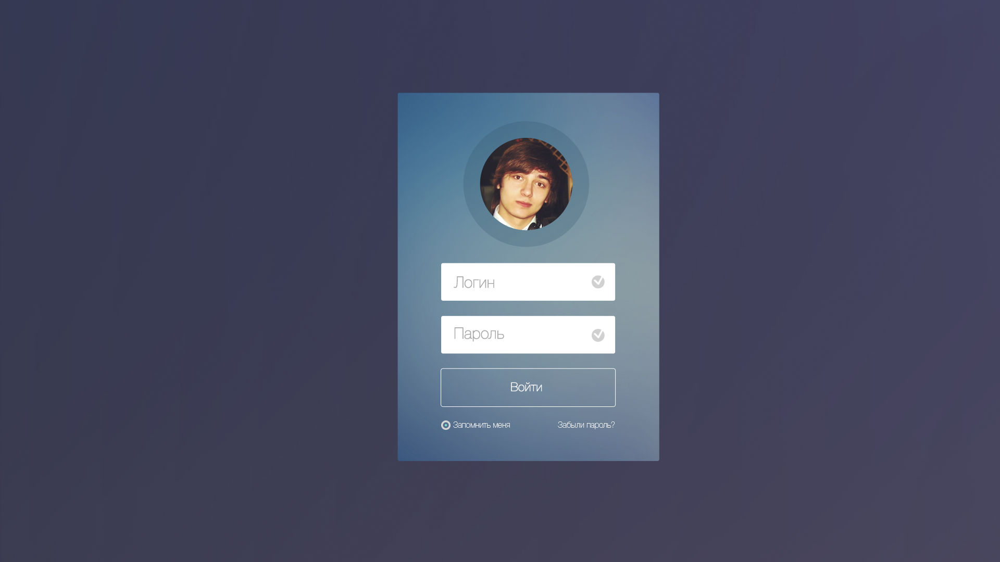 Логин
Пароль
Войти
Запомнить меня
Забыли пароль?